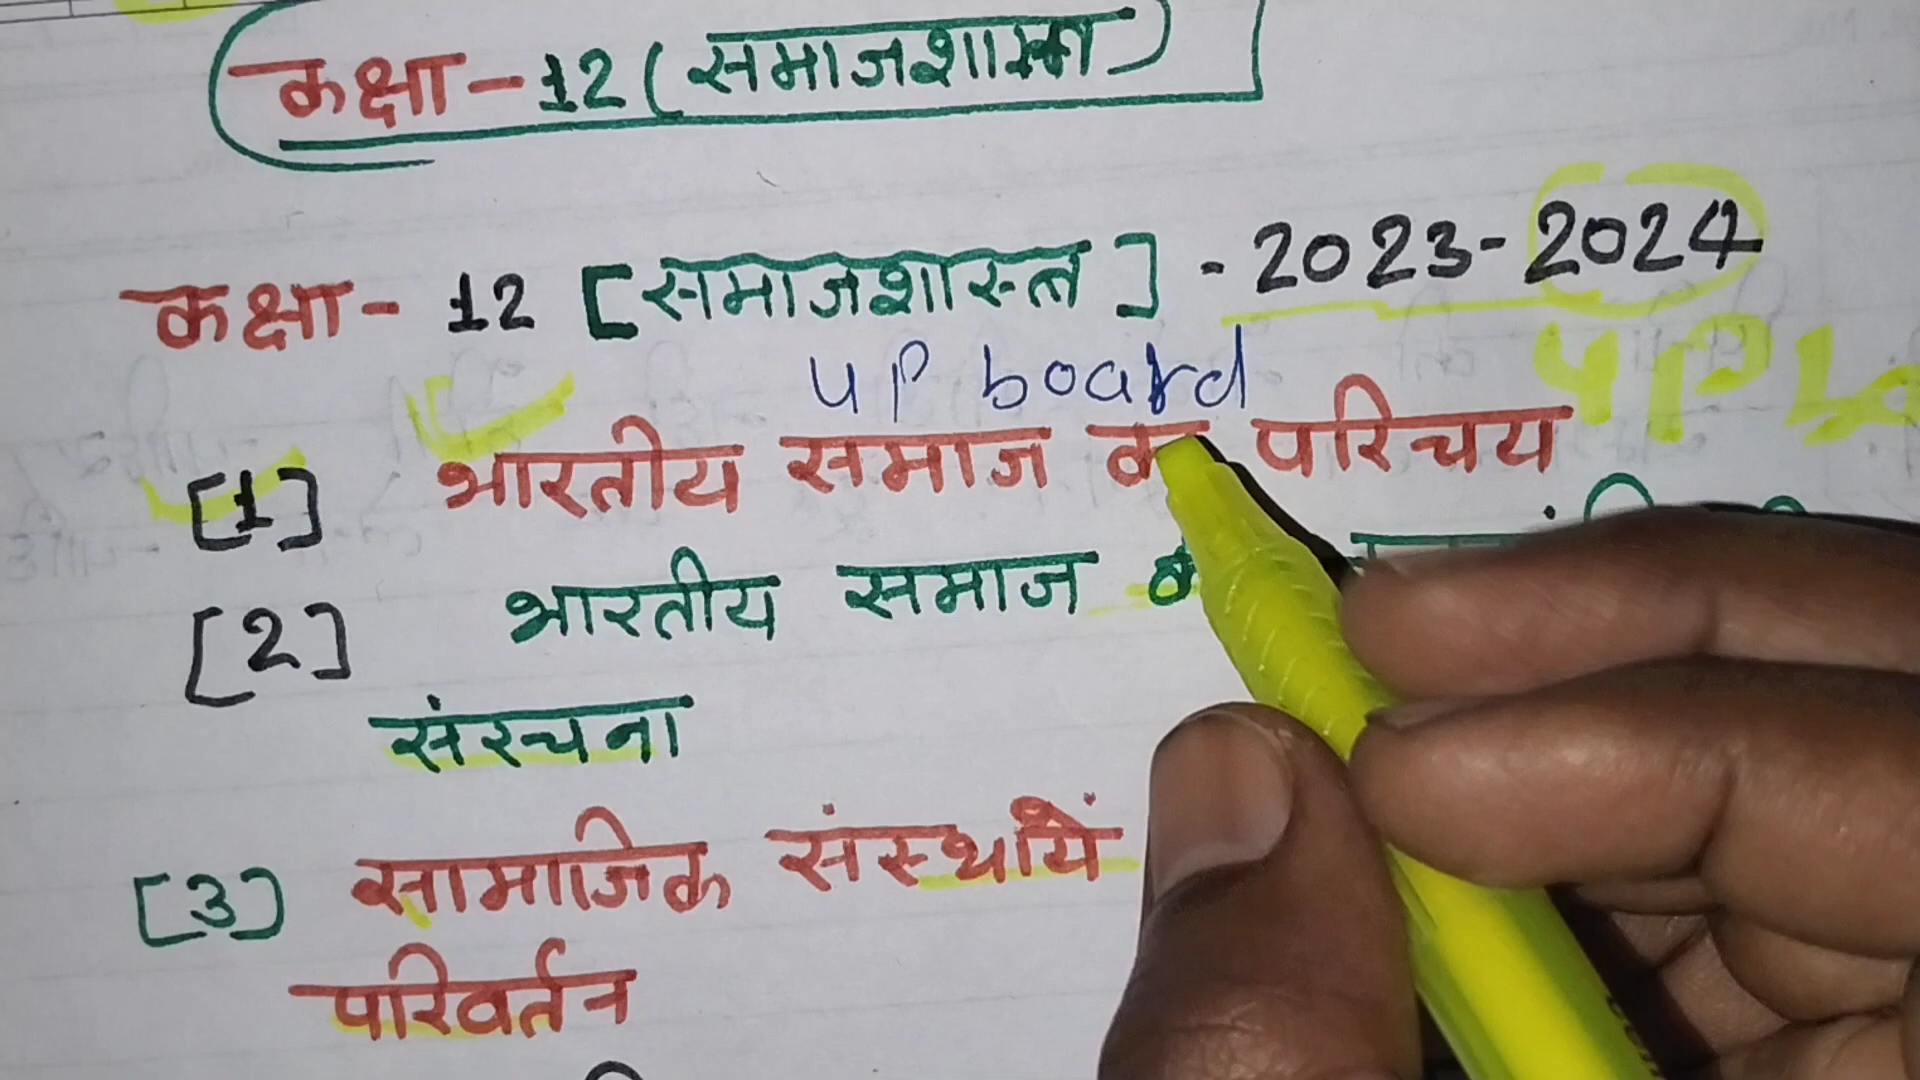 कक्षा - 12 (समाजशास्त्र)
कक्षा - 12 [समाजशास्त्र] - 2023-2024
UP board
UP
[1] भारतीय समाज का परिचय
[2] भारतीय समाज
संरचना
[3] सामाजिक संस्थायें
परिवर्तन